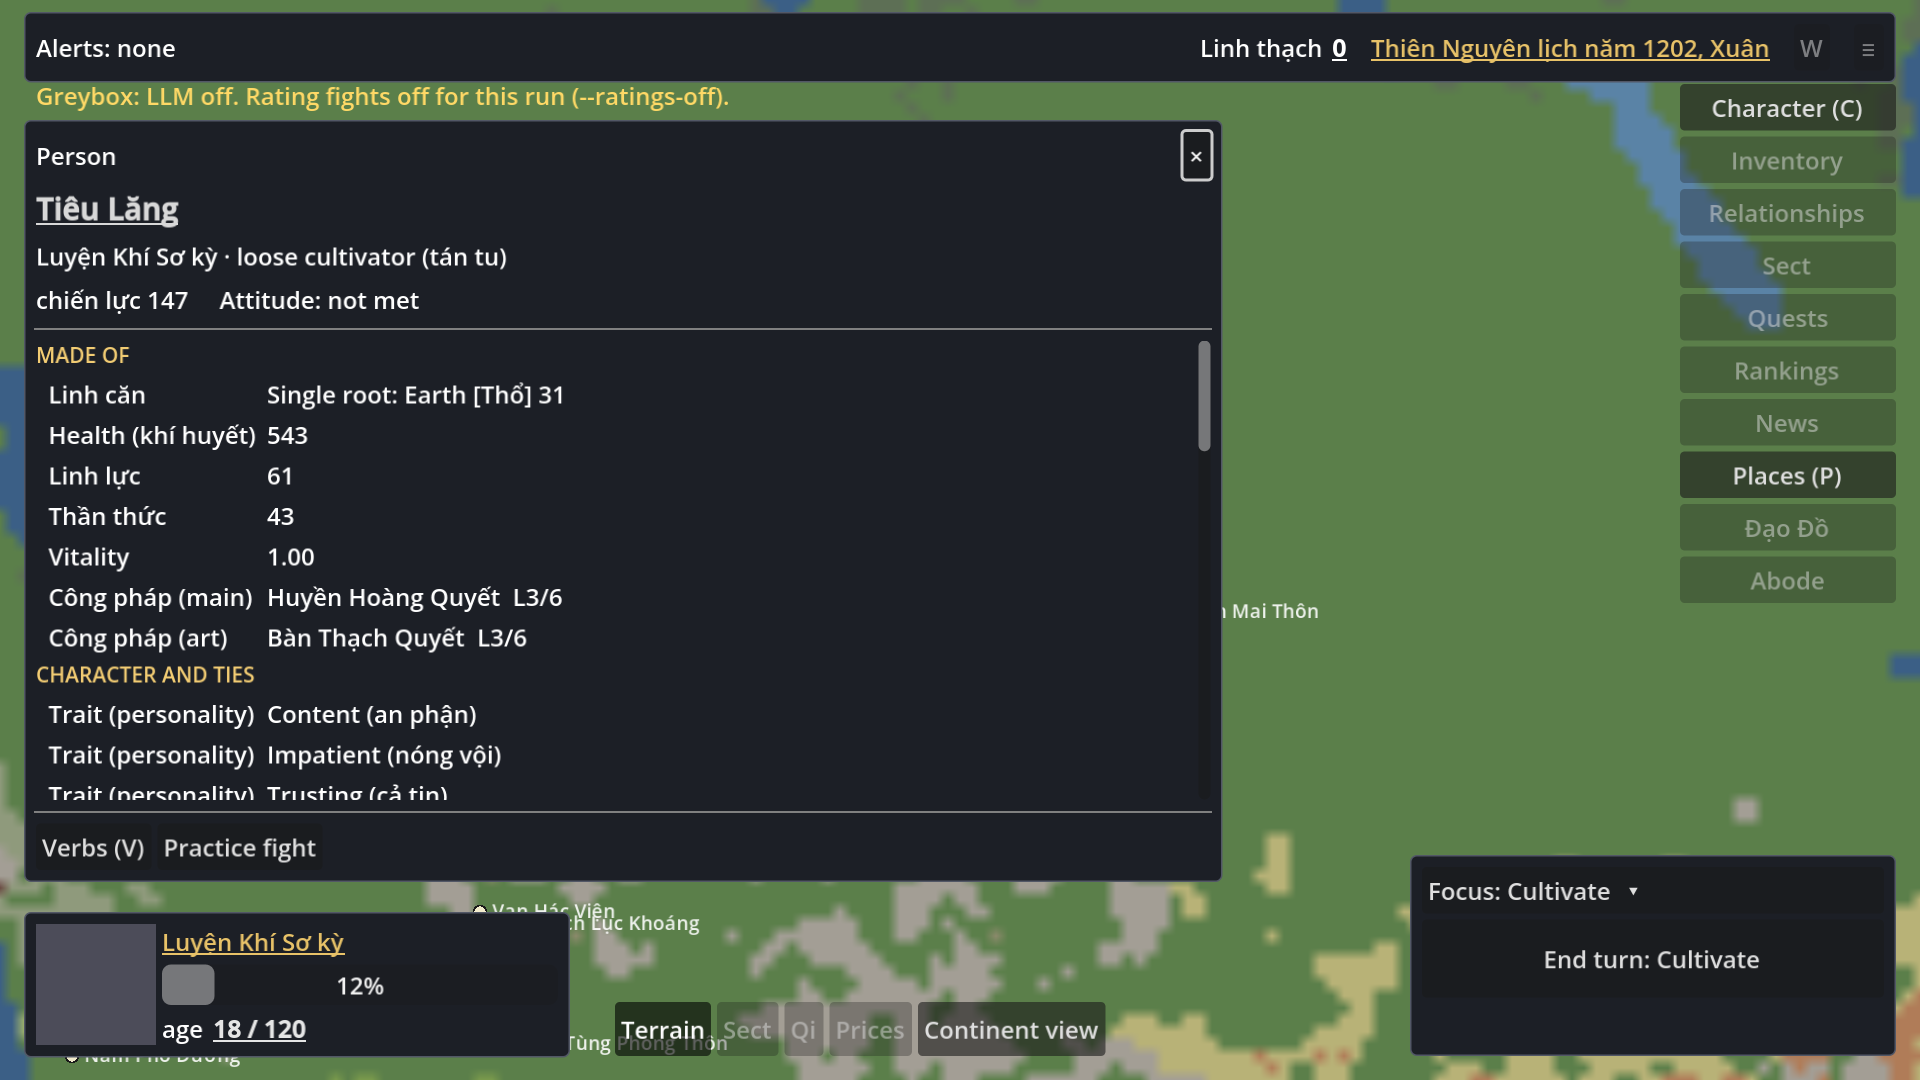 Alerts: none
Linh thạch 0 Thiên Nguyên lịch năm 1202, Xuân W ≡
Greybox: LLM off. Rating fights off for this run (--ratings-off).
Person ×
Tiêu Lăng
Luyện Khí Sơ kỳ · loose cultivator (tán tu)
chiến lực 147 Attitude: not met
MADE OF
Linh căn Single root: Earth [Thổ] 31
Health (khí huyết) 543
Linh lực 61
Thần thức 43
Vitality 1.00
Công pháp (main) Huyền Hoàng Quyết L3/6
Công pháp (art) Bàn Thạch Quyết L3/6
CHARACTER AND TIES
Trait (personality) Content (an phận)
Trait (personality) Impatient (nóng vội)
Trait (personality) Trusting (cả tin)
Verbs (V) Practice fight
Character (C)
Inventory
Relationships
Sect
Quests
Rankings
News
Places (P)
Đạo Đồ
Abode
Mai Thôn
Vạn Hác Viện
Lục Khoáng
Luyện Khí Sơ kỳ
12%
age 18 / 120
Tùng Phong Thôn
Terrain Sect Qi Prices Continent view
Focus: Cultivate ▾
End turn: Cultivate